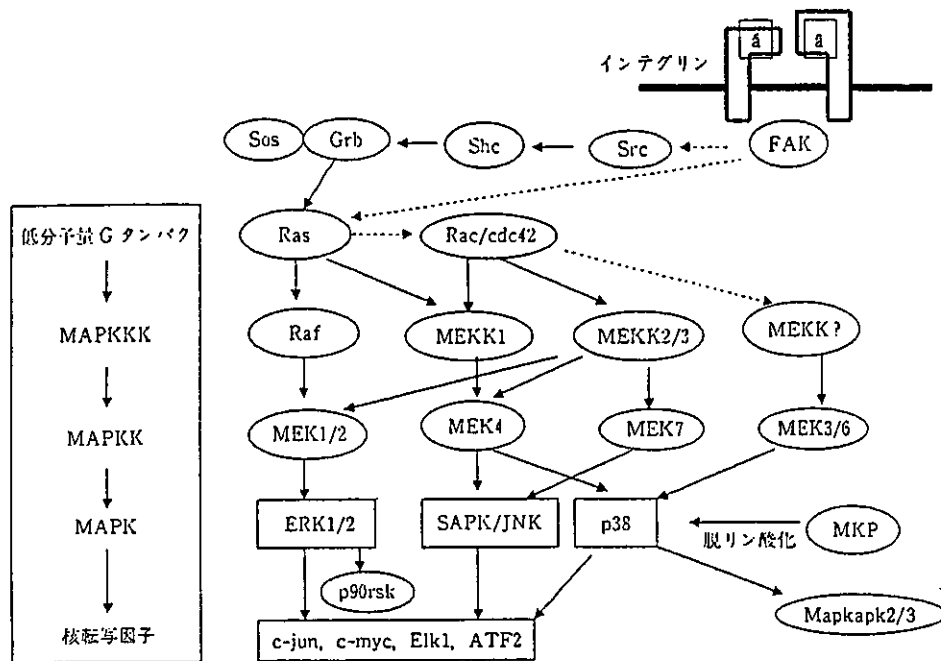 á a
インテグリン
Sos Grb Shc Src FAK
低分子量Gタンパク Ras Rac/cdc42
MAPKKK Raf MEKK1 MEKK2/3 MEKK?
MAPKK MEK1/2 MEK4 MEK7 MEK3/6
MAPK ERK1/2 SAPK/JNK p38 MKP
脱リン酸化
p90rsk Mapkapk2/3
核転写因子 c-jun, c-myc, Elk1, ATF2